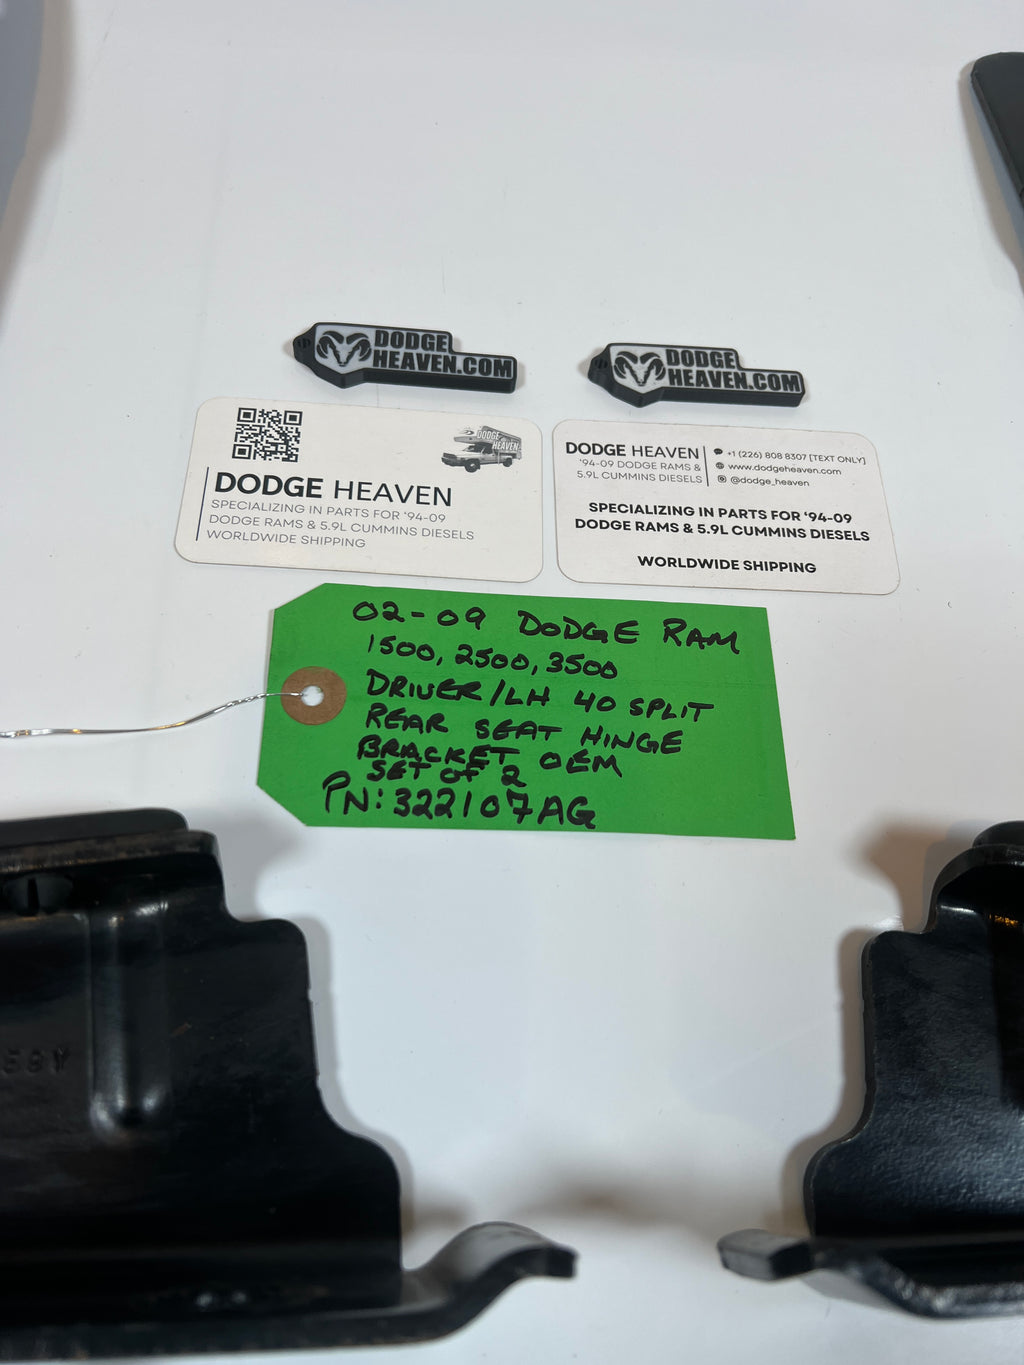 DODGE
HEAVEN.COM
DODGE
HEAVEN.COM
DODGE
HEAVEN
DODGE HEAVEN
SPECIALIZING IN PARTS FOR '94-09
DODGE RAMS & 5.9L CUMMINS DIESELS
WORLDWIDE SHIPPING
DODGE HEAVEN
'94-09 DODGE RAMS &
5.9L CUMMINS DIESELS
+1 (226) 808 8307 [TEXT ONLY]
www.dodgeheaven.com
@dodge_heaven
SPECIALIZING IN PARTS FOR '94-09
DODGE RAMS & 5.9L CUMMINS DIESELS
WORLDWIDE SHIPPING
02-09 DODGE RAM
1500, 2500, 3500
DRIVER/LH 40 SPLIT
REAR SEAT HINGE
BRACKET OEM
SET OF 2
PN: 322107AG